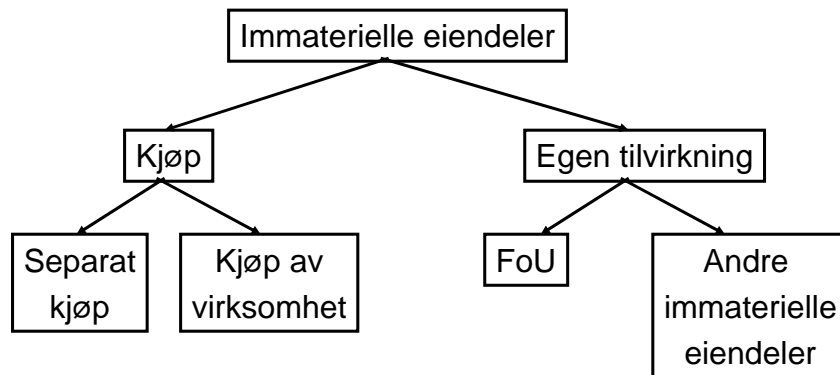 Immaterielle eiendeler
Kjøp
Egen tilvirkning
Separat
kjøp
Kjøp av
virksomhet
FoU
Andre
immaterielle
eiendeler